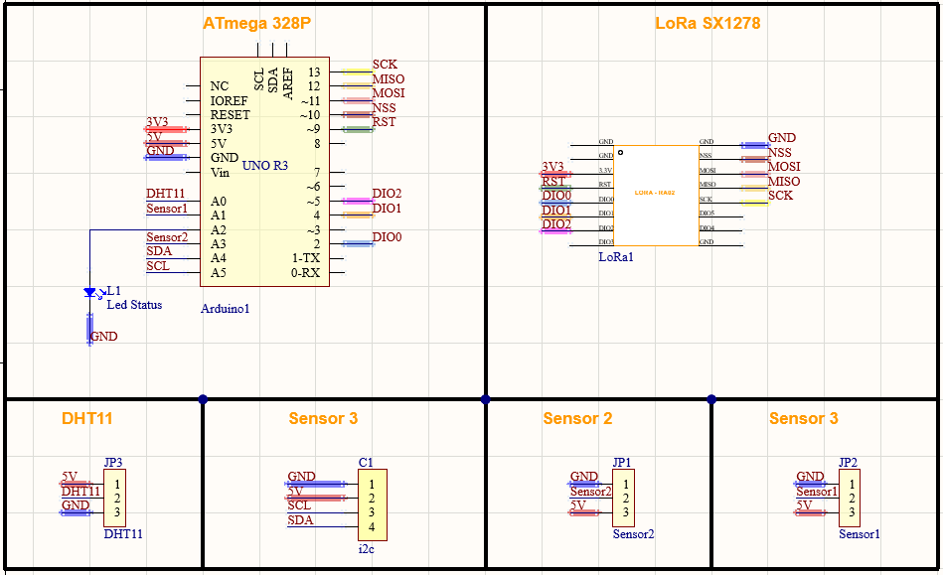 ATmega 328P
LoRa SX1278
SCL
SDA
AREF
13
SCK
12
MISO
NC
~11
MOSI
IOREF
~10
NSS
RESET
~9
RST
3V3
3V3
8
5V
5V
GND
GND
UNO R3
Vin
7
~6
DHT11
A0
~5
DIO2
Sensor1
A1
4
DIO1
A2
~3
Sensor2
A3
2
DIO0
SDA
A4
1-TX
SCL
A5
0-RX
L1
Led Status
Arduino1
GND
GND
GND
GND
GND
NSS
NSS
3V3
3.3V
MOSI
MOSI
RST
RST
MISO
MISO
DIO0
DIO0
SCK
SCK
DIO1
DIO1
DIO5
DIO2
DIO2
DIO4
DIO3
GND
LORA - RA02
LoRa1
DHT11
Sensor 3
Sensor 2
Sensor 3
JP3
5V
1
DHT11
2
GND
3
DHT11
C1
GND
1
5V
2
SCL
3
SDA
4
i2c
JP1
GND
1
Sensor2
2
5V
3
Sensor2
JP2
GND
1
Sensor1
2
5V
3
Sensor1